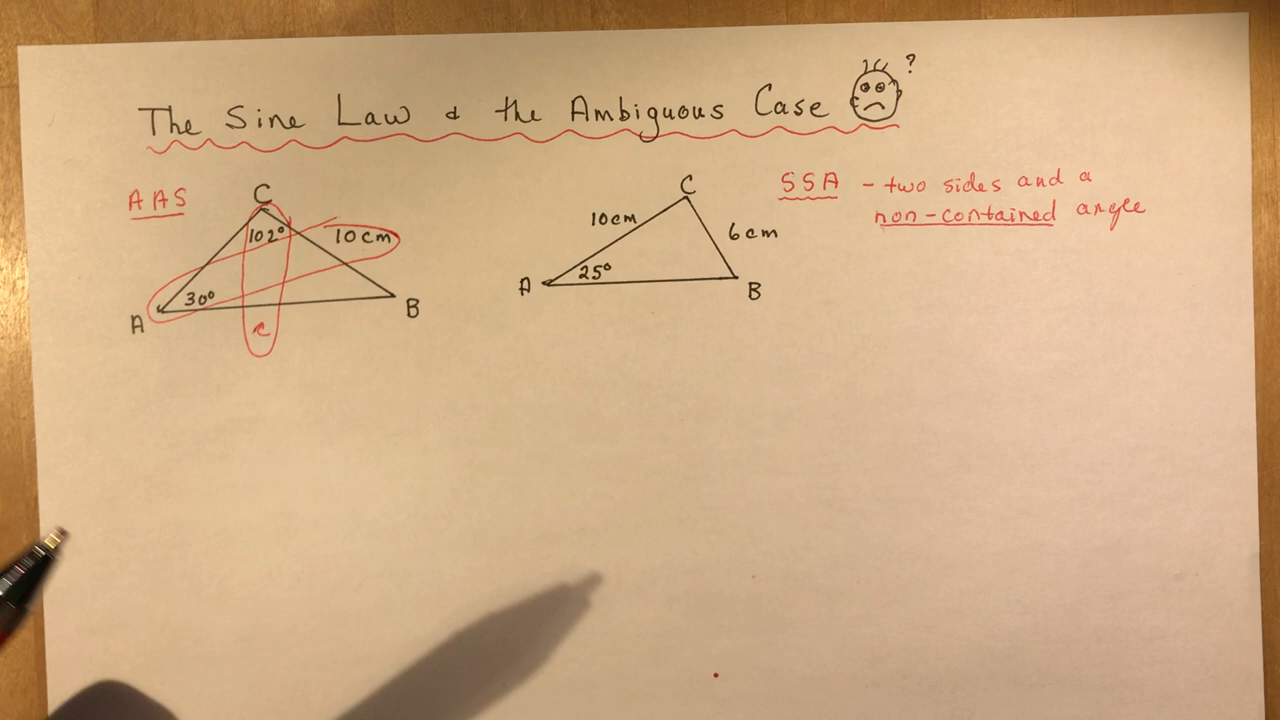 The Sine Law & the Ambiguous Case ?
AAS
C
102°
10cm
30°
A
B
c
C
10cm
6cm
25°
A
B
SSA - two sides and a
non-contained angle